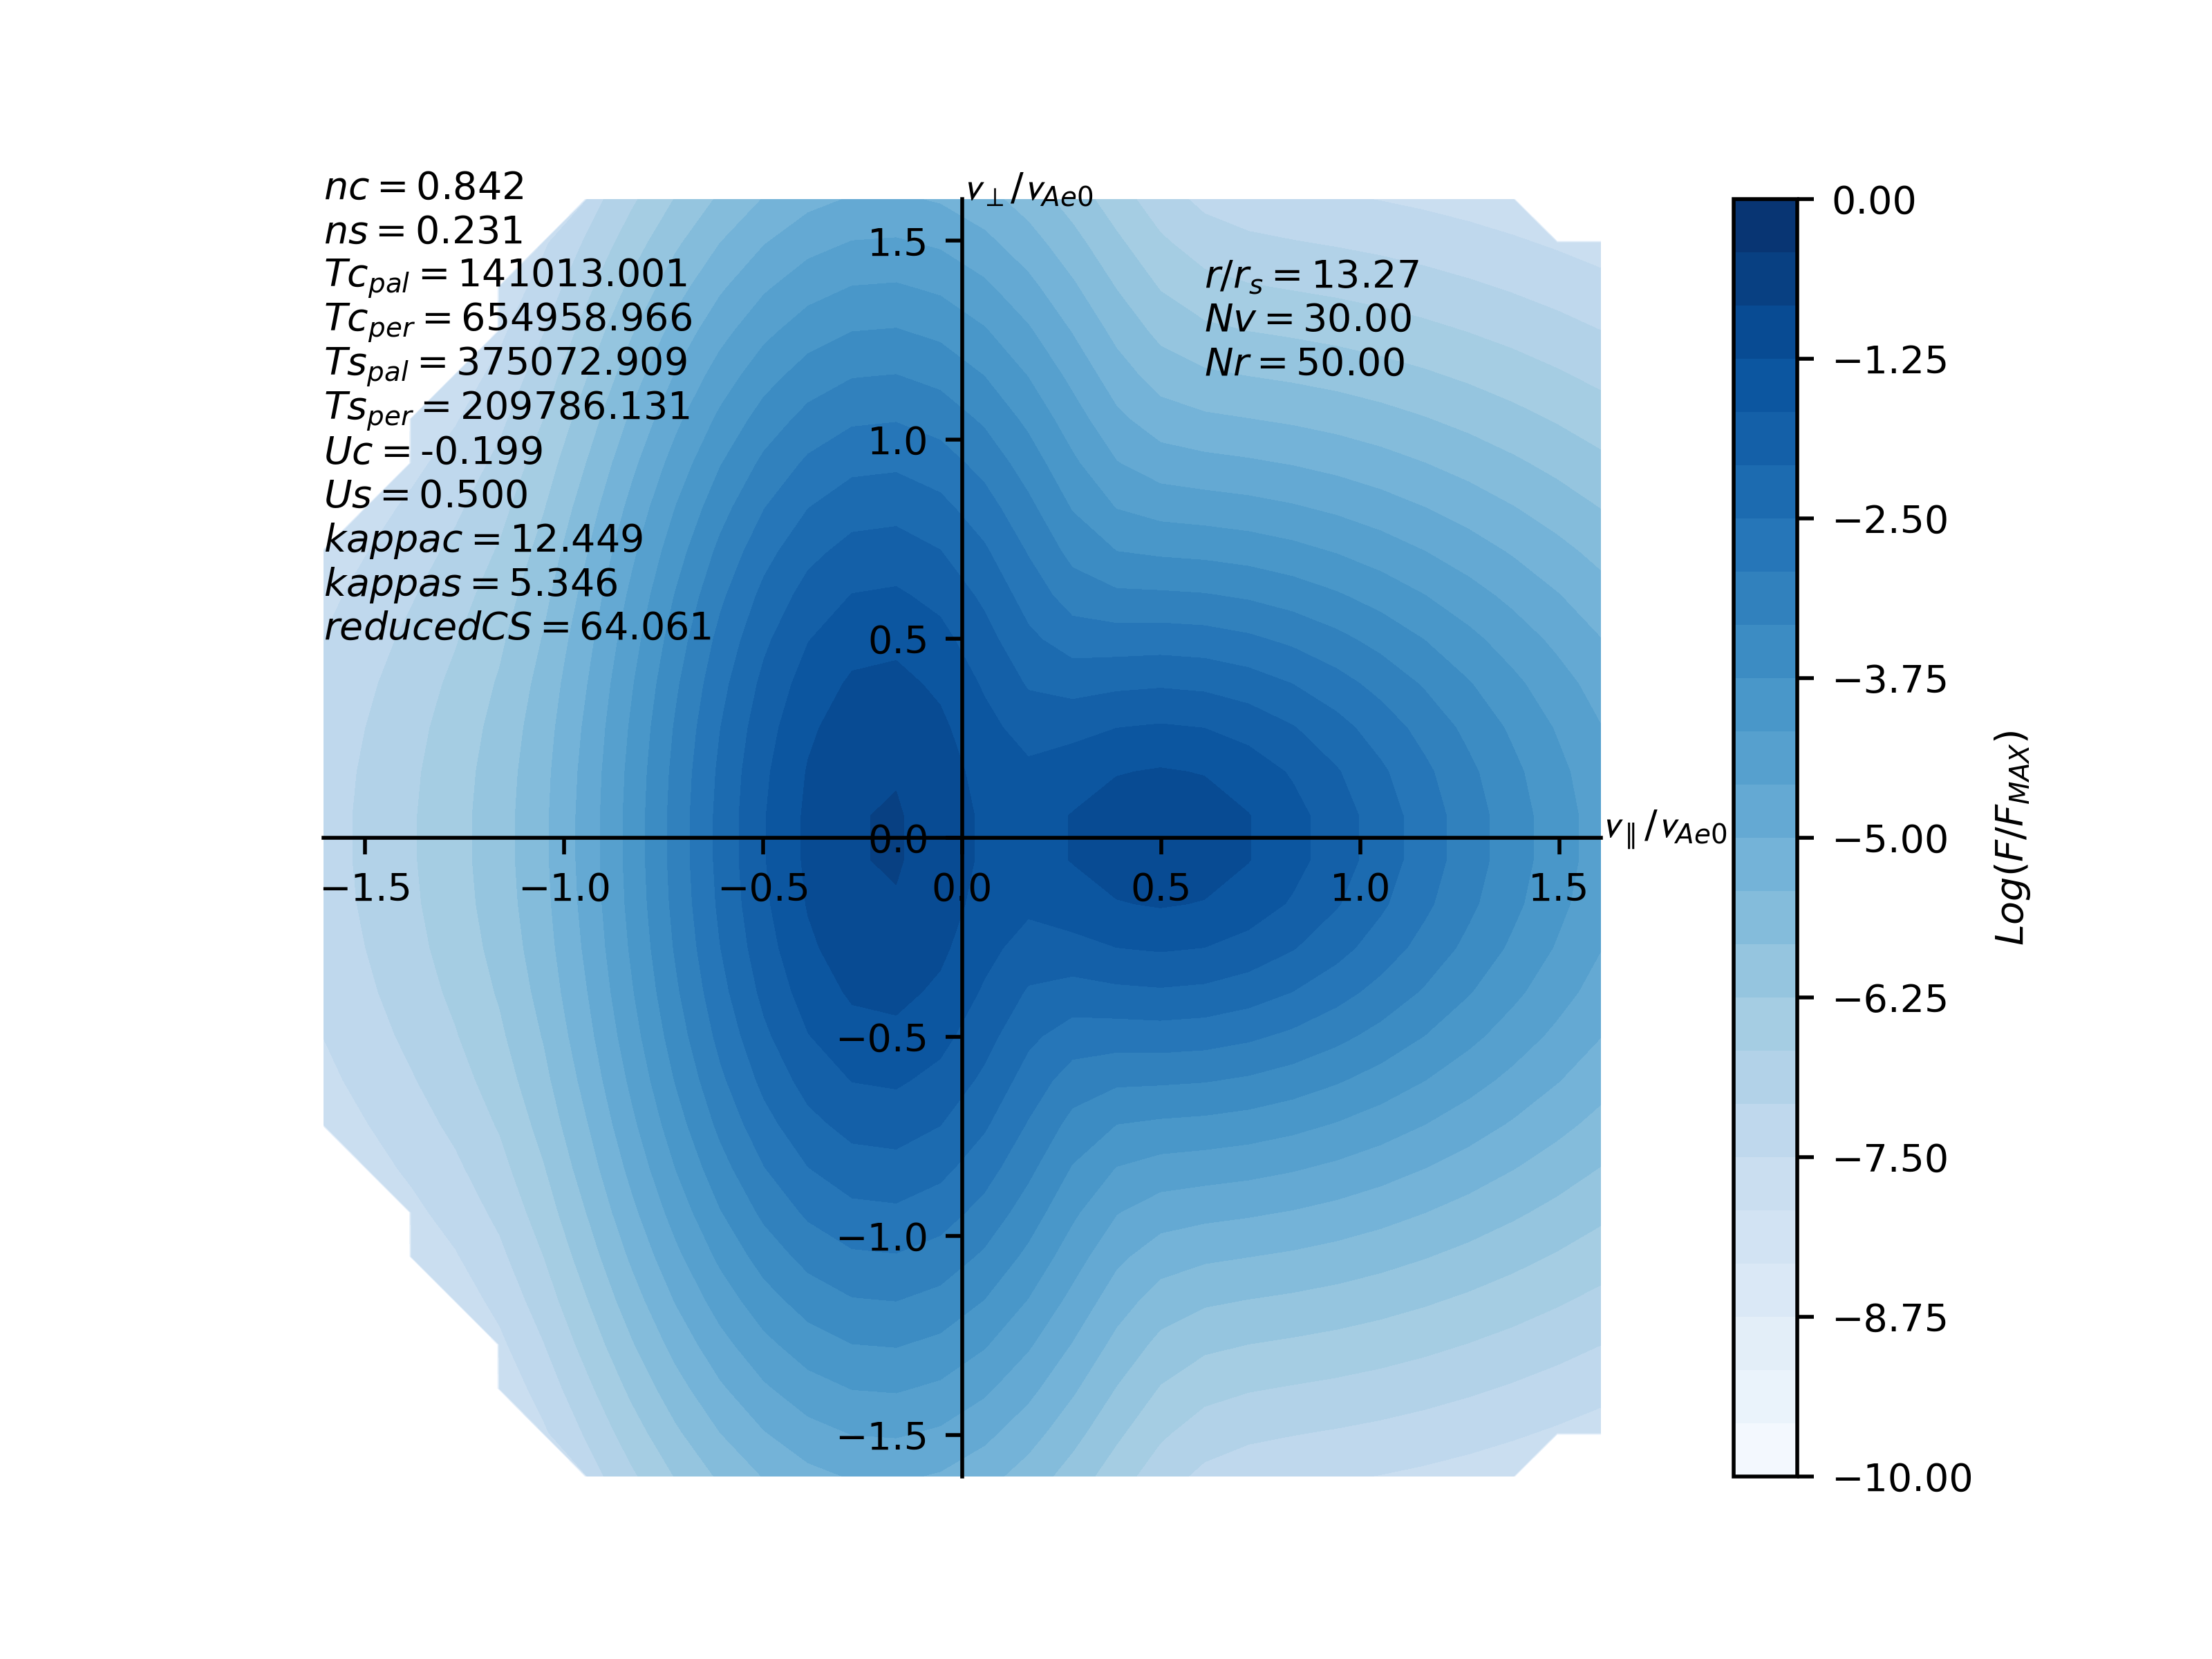 nc = 0.842
ns = 0.231
Tc_pal = 141013.001
Tc_per = 654958.966
Ts_pal = 375072.909
Ts_per = 209786.131
Uc = -0.199
Us = 0.500
kappac = 12.449
kappas = 5.346
reducedCS = 64.061
v_⊥/v_Ae0
r/r_s = 13.27
Nv = 30.00
Nr = 50.00
1.5
1.0
0.5
0.0
−0.5
−1.0
−1.5
−1.5 −1.0 −0.5 0.0 0.5 1.0 1.5
v_∥/v_Ae0
0.00
−1.25
−2.50
−3.75
−5.00
−6.25
−7.50
−8.75
−10.00
Log(F/F_MAX)